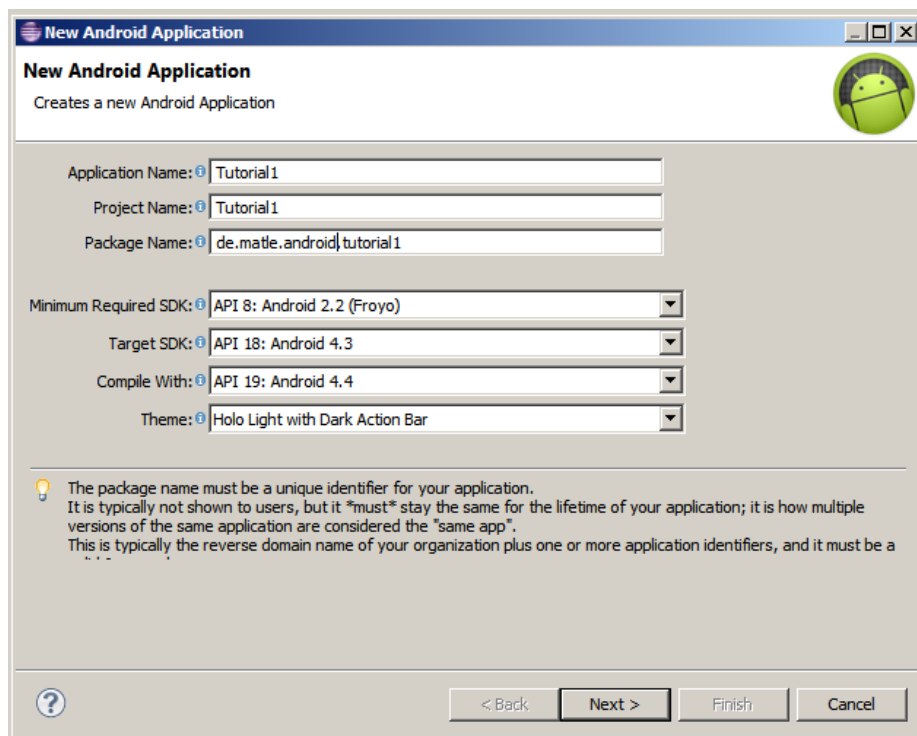 New Android Application
New Android Application
Creates a new Android Application
Application Name: Tutorial1
Project Name: Tutorial1
Package Name: de.matle.android.tutorial1
Minimum Required SDK: API 8: Android 2.2 (Froyo)
Target SDK: API 18: Android 4.3
Compile With: API 19: Android 4.4
Theme: Holo Light with Dark Action Bar
The package name must be a unique identifier for your application.
It is typically not shown to users, but it *must* stay the same for the lifetime of your application; it is how multiple
versions of the same application are considered the "same app".
This is typically the reverse domain name of your organization plus one or more application identifiers, and it must be a
< Back Next > Finish Cancel